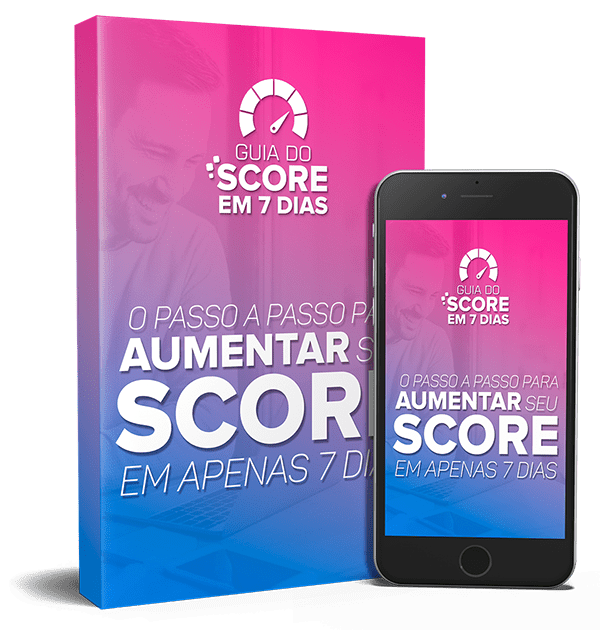 GUIA DO
SCORE
EM 7 DIAS
O PASSO A PASSO PA
AUMENTAR S
SCOR
EM APENAS 7 DIA
GUIA DO
SCORE
EM 7 DIAS
O PASSO A PASSO PARA
AUMENTAR SEU
SCORE
EM APENAS 7 DIAS